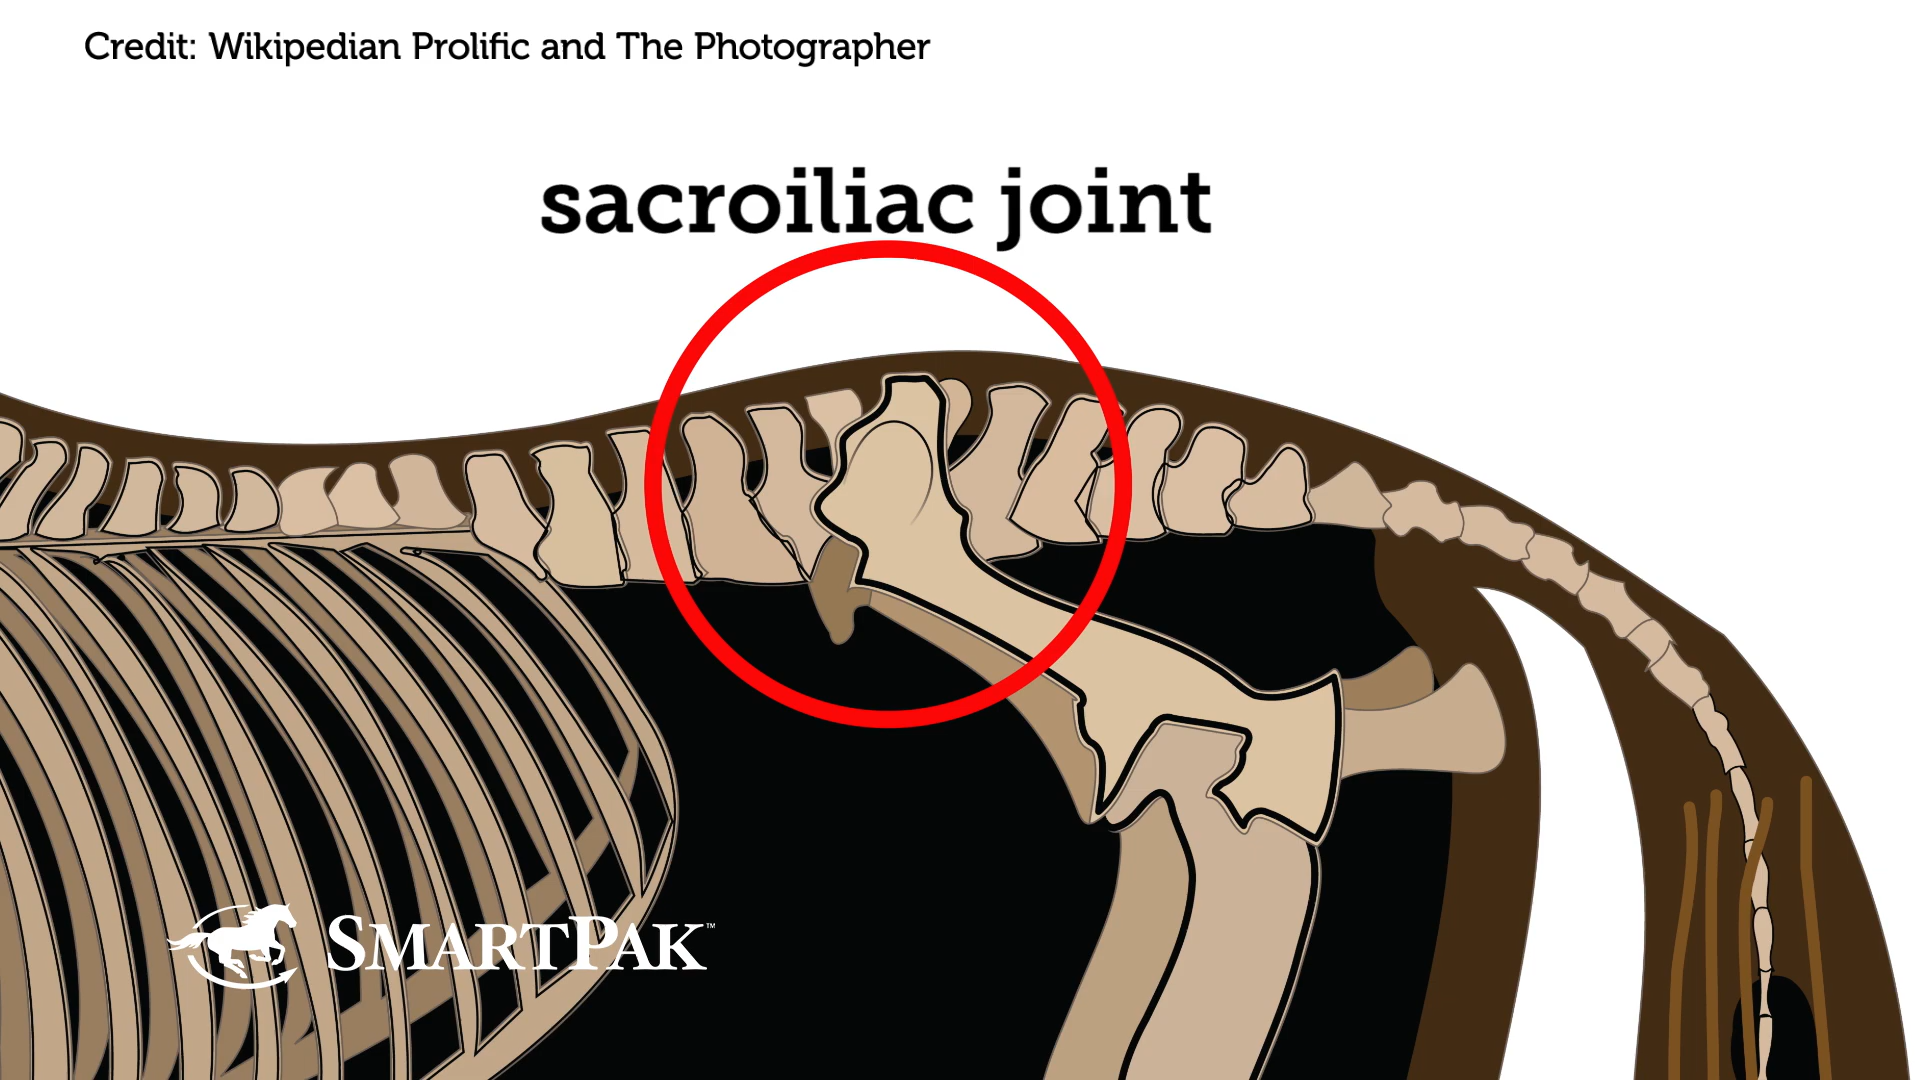 Credit: Wikipedian Prolific and The Photographer
sacroiliac joint
SMARTPAK™